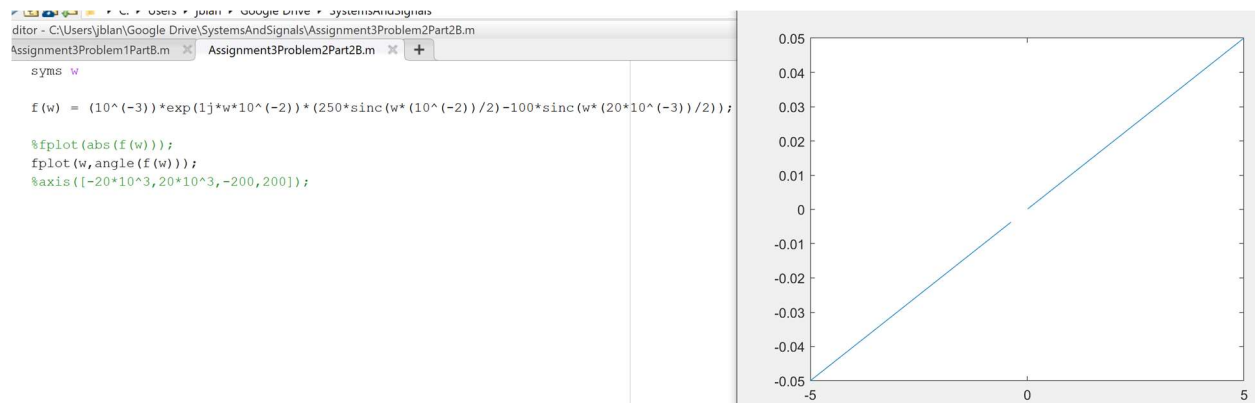 C: Users jblan Google Drive SystemsAndSignals
ditor - C:\Users\jblan\Google Drive\SystemsAndSignals\Assignment3Problem2Part2B.m
Assignment3Problem1PartB.m × Assignment3Problem2Part2B.m × +
syms w
f(w) = (10^(-3))*exp(1j*w*10^(-2))*(250*sinc(w*(10^(-2))/2)-100*sinc(w*(20*10^(-3))/2));
%fplot(abs(f(w)));
fplot(w,angle(f(w)));
%axis([-20*10^3,20*10^3,-200,200]);
0.05
0.04
0.03
0.02
0.01
0
-0.01
-0.02
-0.03
-0.04
-0.05
-5 0 5